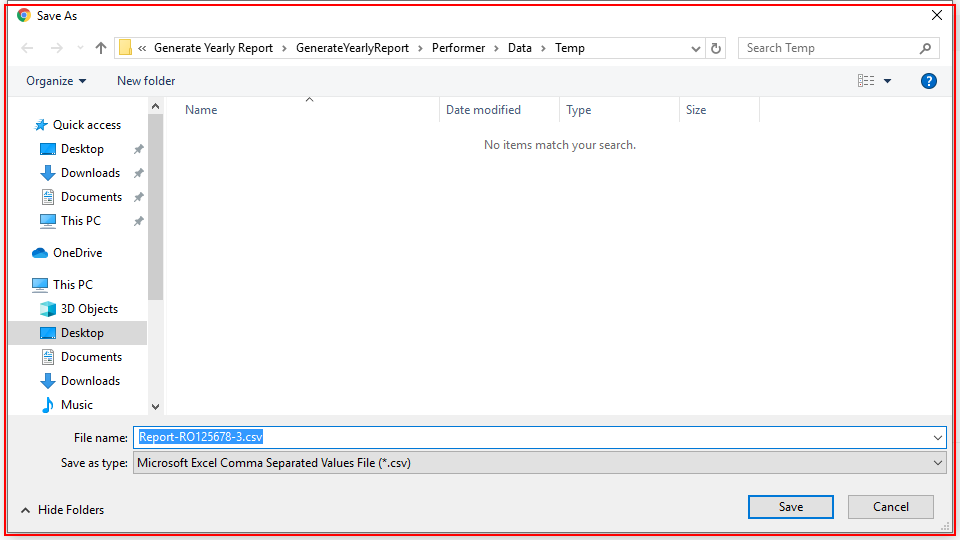 Save As
« Generate Yearly Report > GenerateYearlyReport > Performer > Data > Temp
Search Temp
Organize
New folder
?
Name
Date modified
Type
Size
No items match your search.
Quick access
Desktop
Downloads
Documents
This PC
OneDrive
This PC
3D Objects
Desktop
Documents
Downloads
Music
File name: Report-RO125678-3.csv
Save as type: Microsoft Excel Comma Separated Values File (*.csv)
Hide Folders
Save
Cancel